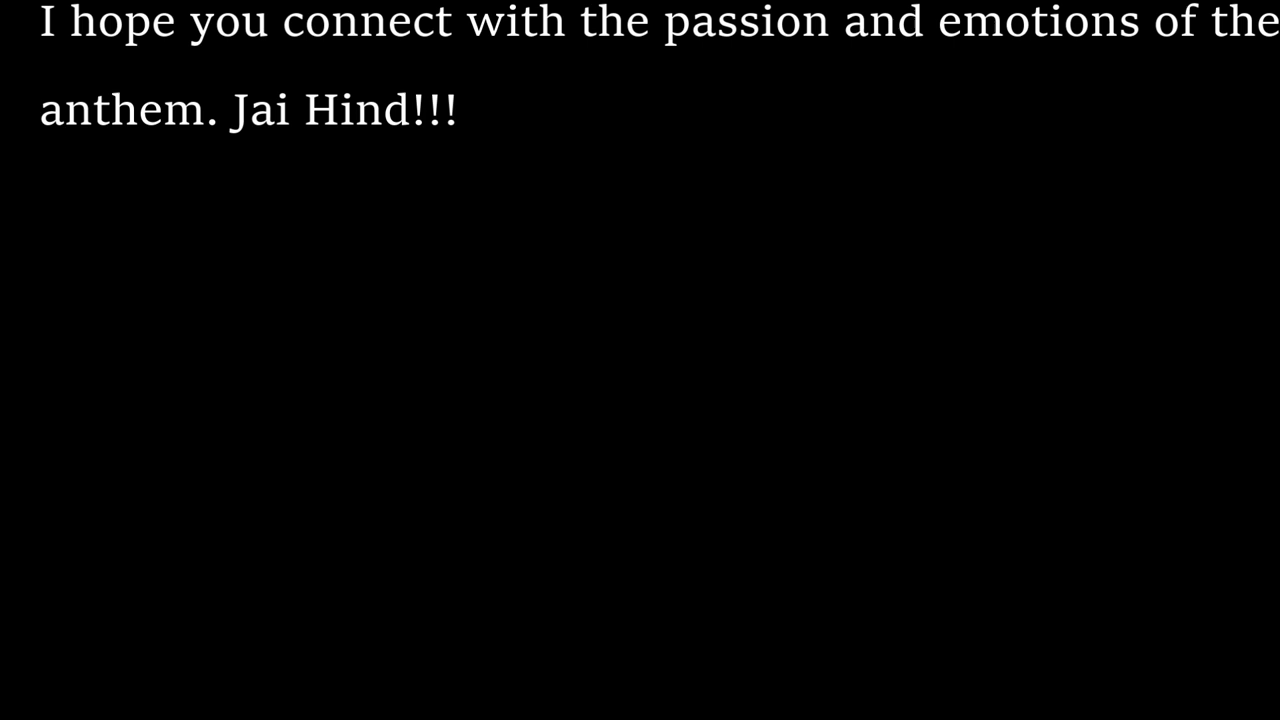 I hope you connect with the passion and emotions of the
anthem. Jai Hind!!!